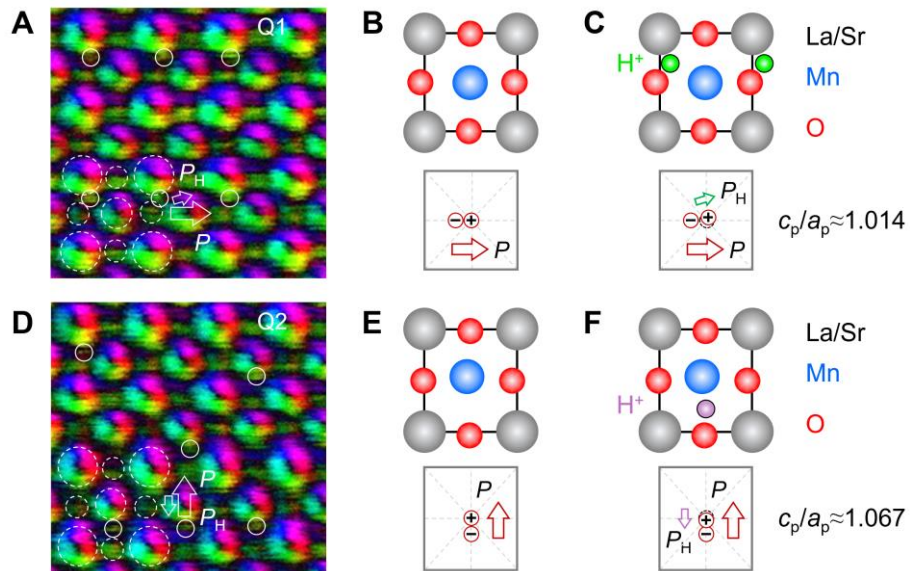 A
Q1
P_H
P
B
− +
P
C
H⁺
La/Sr
Mn
O
P_H
− +
P
c_p/a_p≈1.014
D
Q2
P
P_H
E
P
+
−
F
H⁺
La/Sr
Mn
O
P
+
−
P_H
c_p/a_p≈1.067